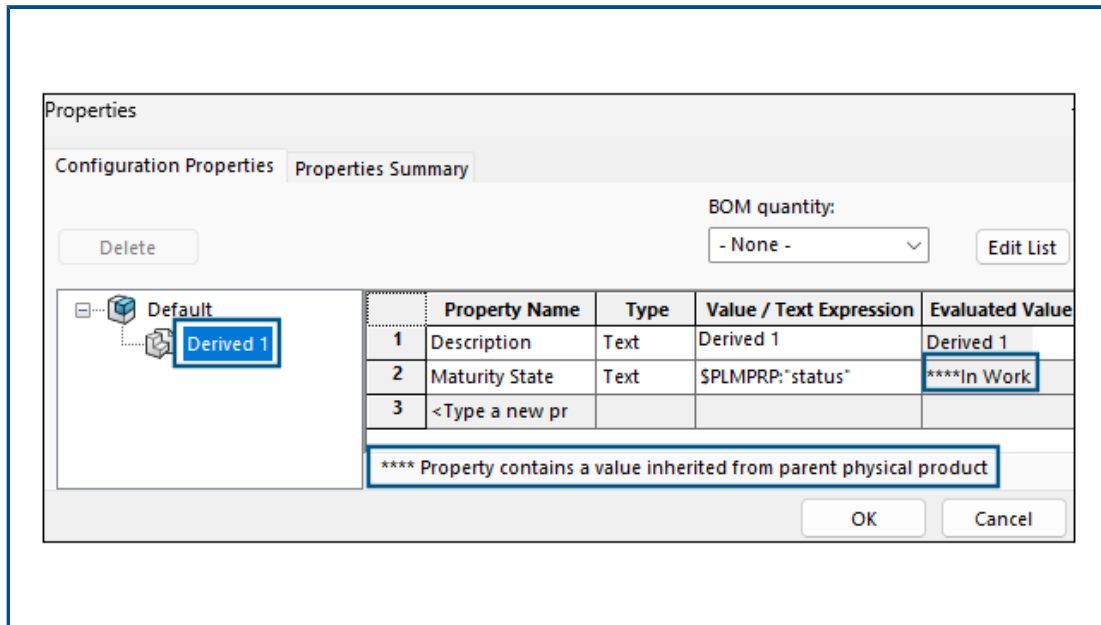 Properties
Configuration Properties Properties Summary
BOM quantity:
Delete - None - Edit List
Default
Derived 1
Property Name Type Value / Text Expression Evaluated Value
1 Description Text Derived 1 Derived 1
2 Maturity State Text $PLMPRP:"status" ****In Work
3 <Type a new pr
**** Property contains a value inherited from parent physical product
OK Cancel